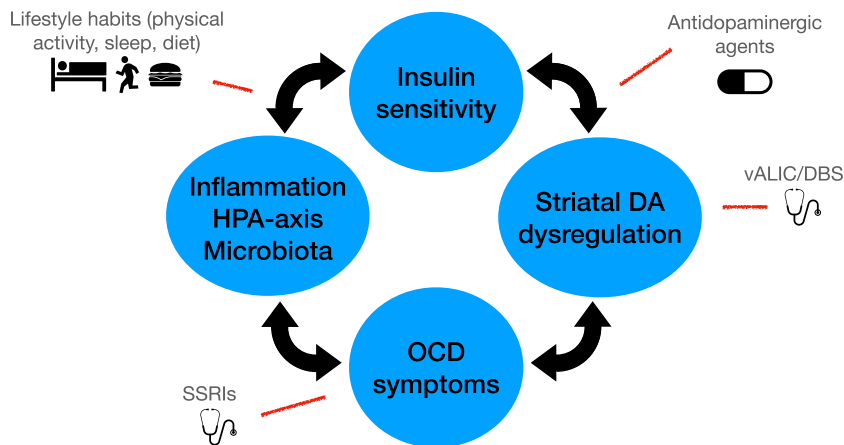 Lifestyle habits (physical
activity, sleep, diet)
Antidopaminergic
agents
Insulin
sensitivity
vALIC/DBS
Inflammation
HPA-axis
Microbiota
Striatal DA
dysregulation
OCD
symptoms
SSRIs